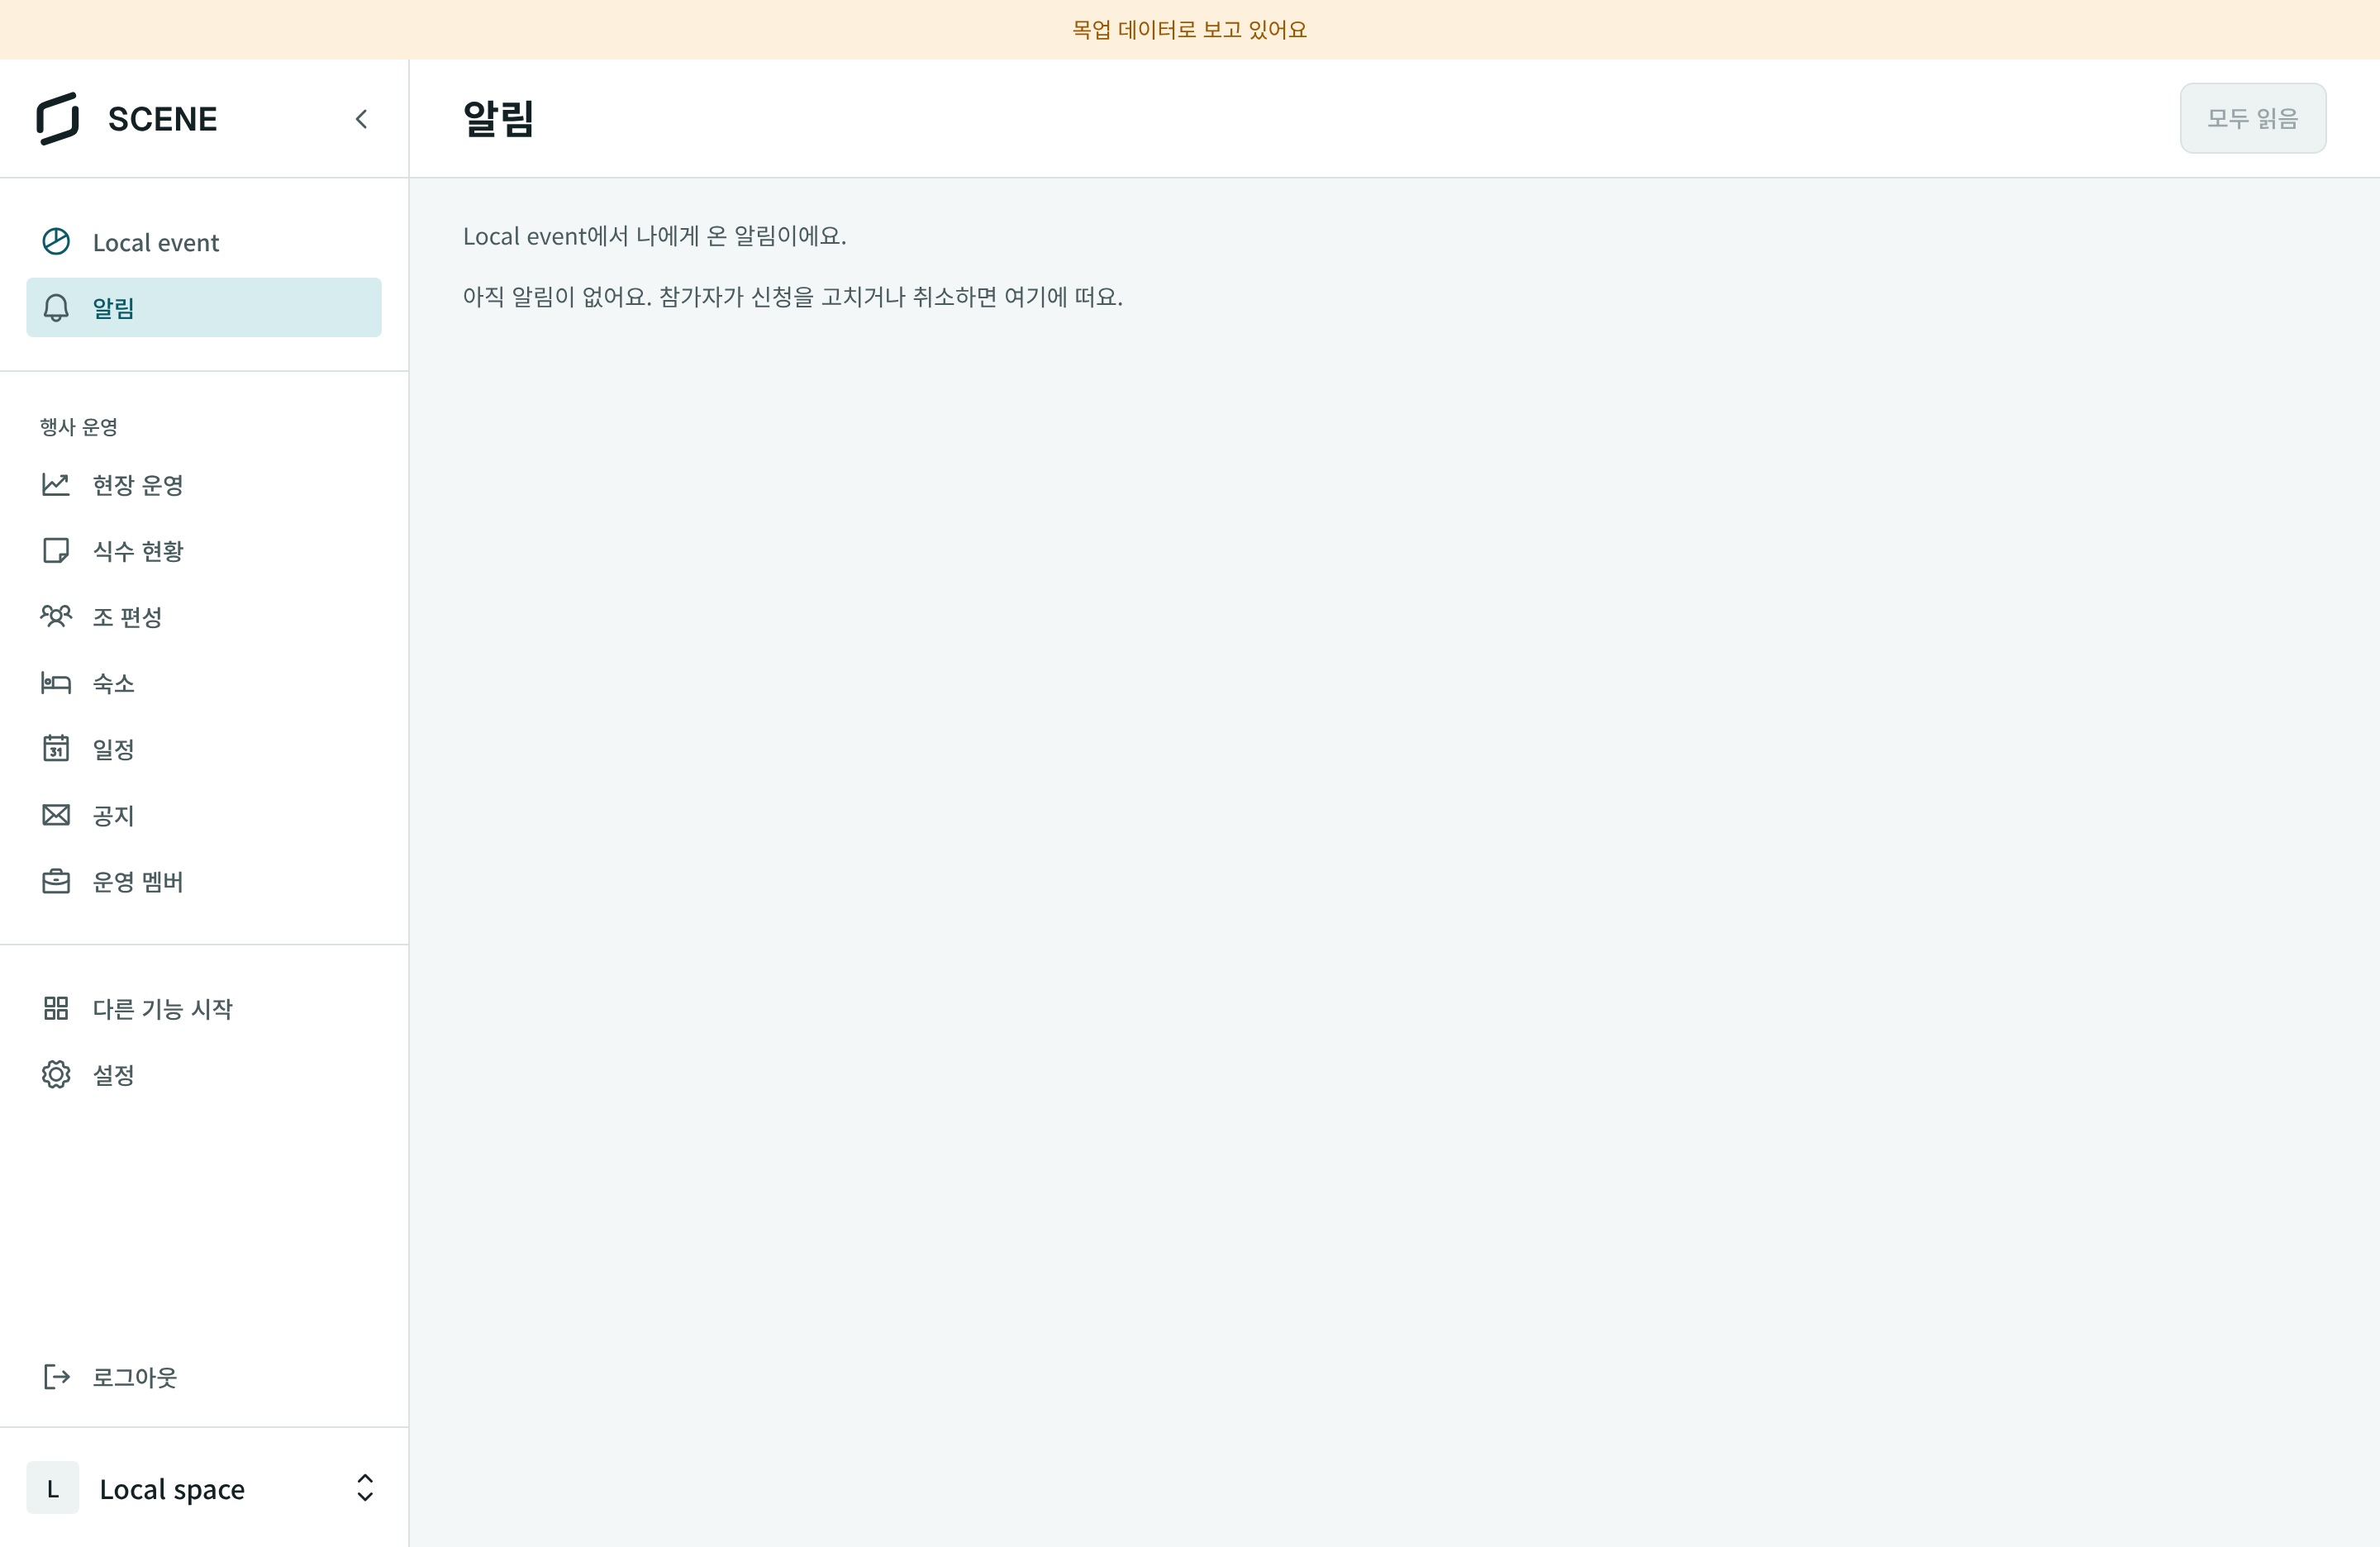 목업 데이터로 보고 있어요
SCENE
알림
모두 읽음
Local event
알림
Local event에서 나에게 온 알림이에요.
아직 알림이 없어요. 참가자가 신청을 고치거나 취소하면 여기에 떠요.
행사 운영
현장 운영
식수 현황
조 편성
숙소
31
일정
공지
운영 멤버
다른 기능 시작
설정
로그아웃
L
Local space